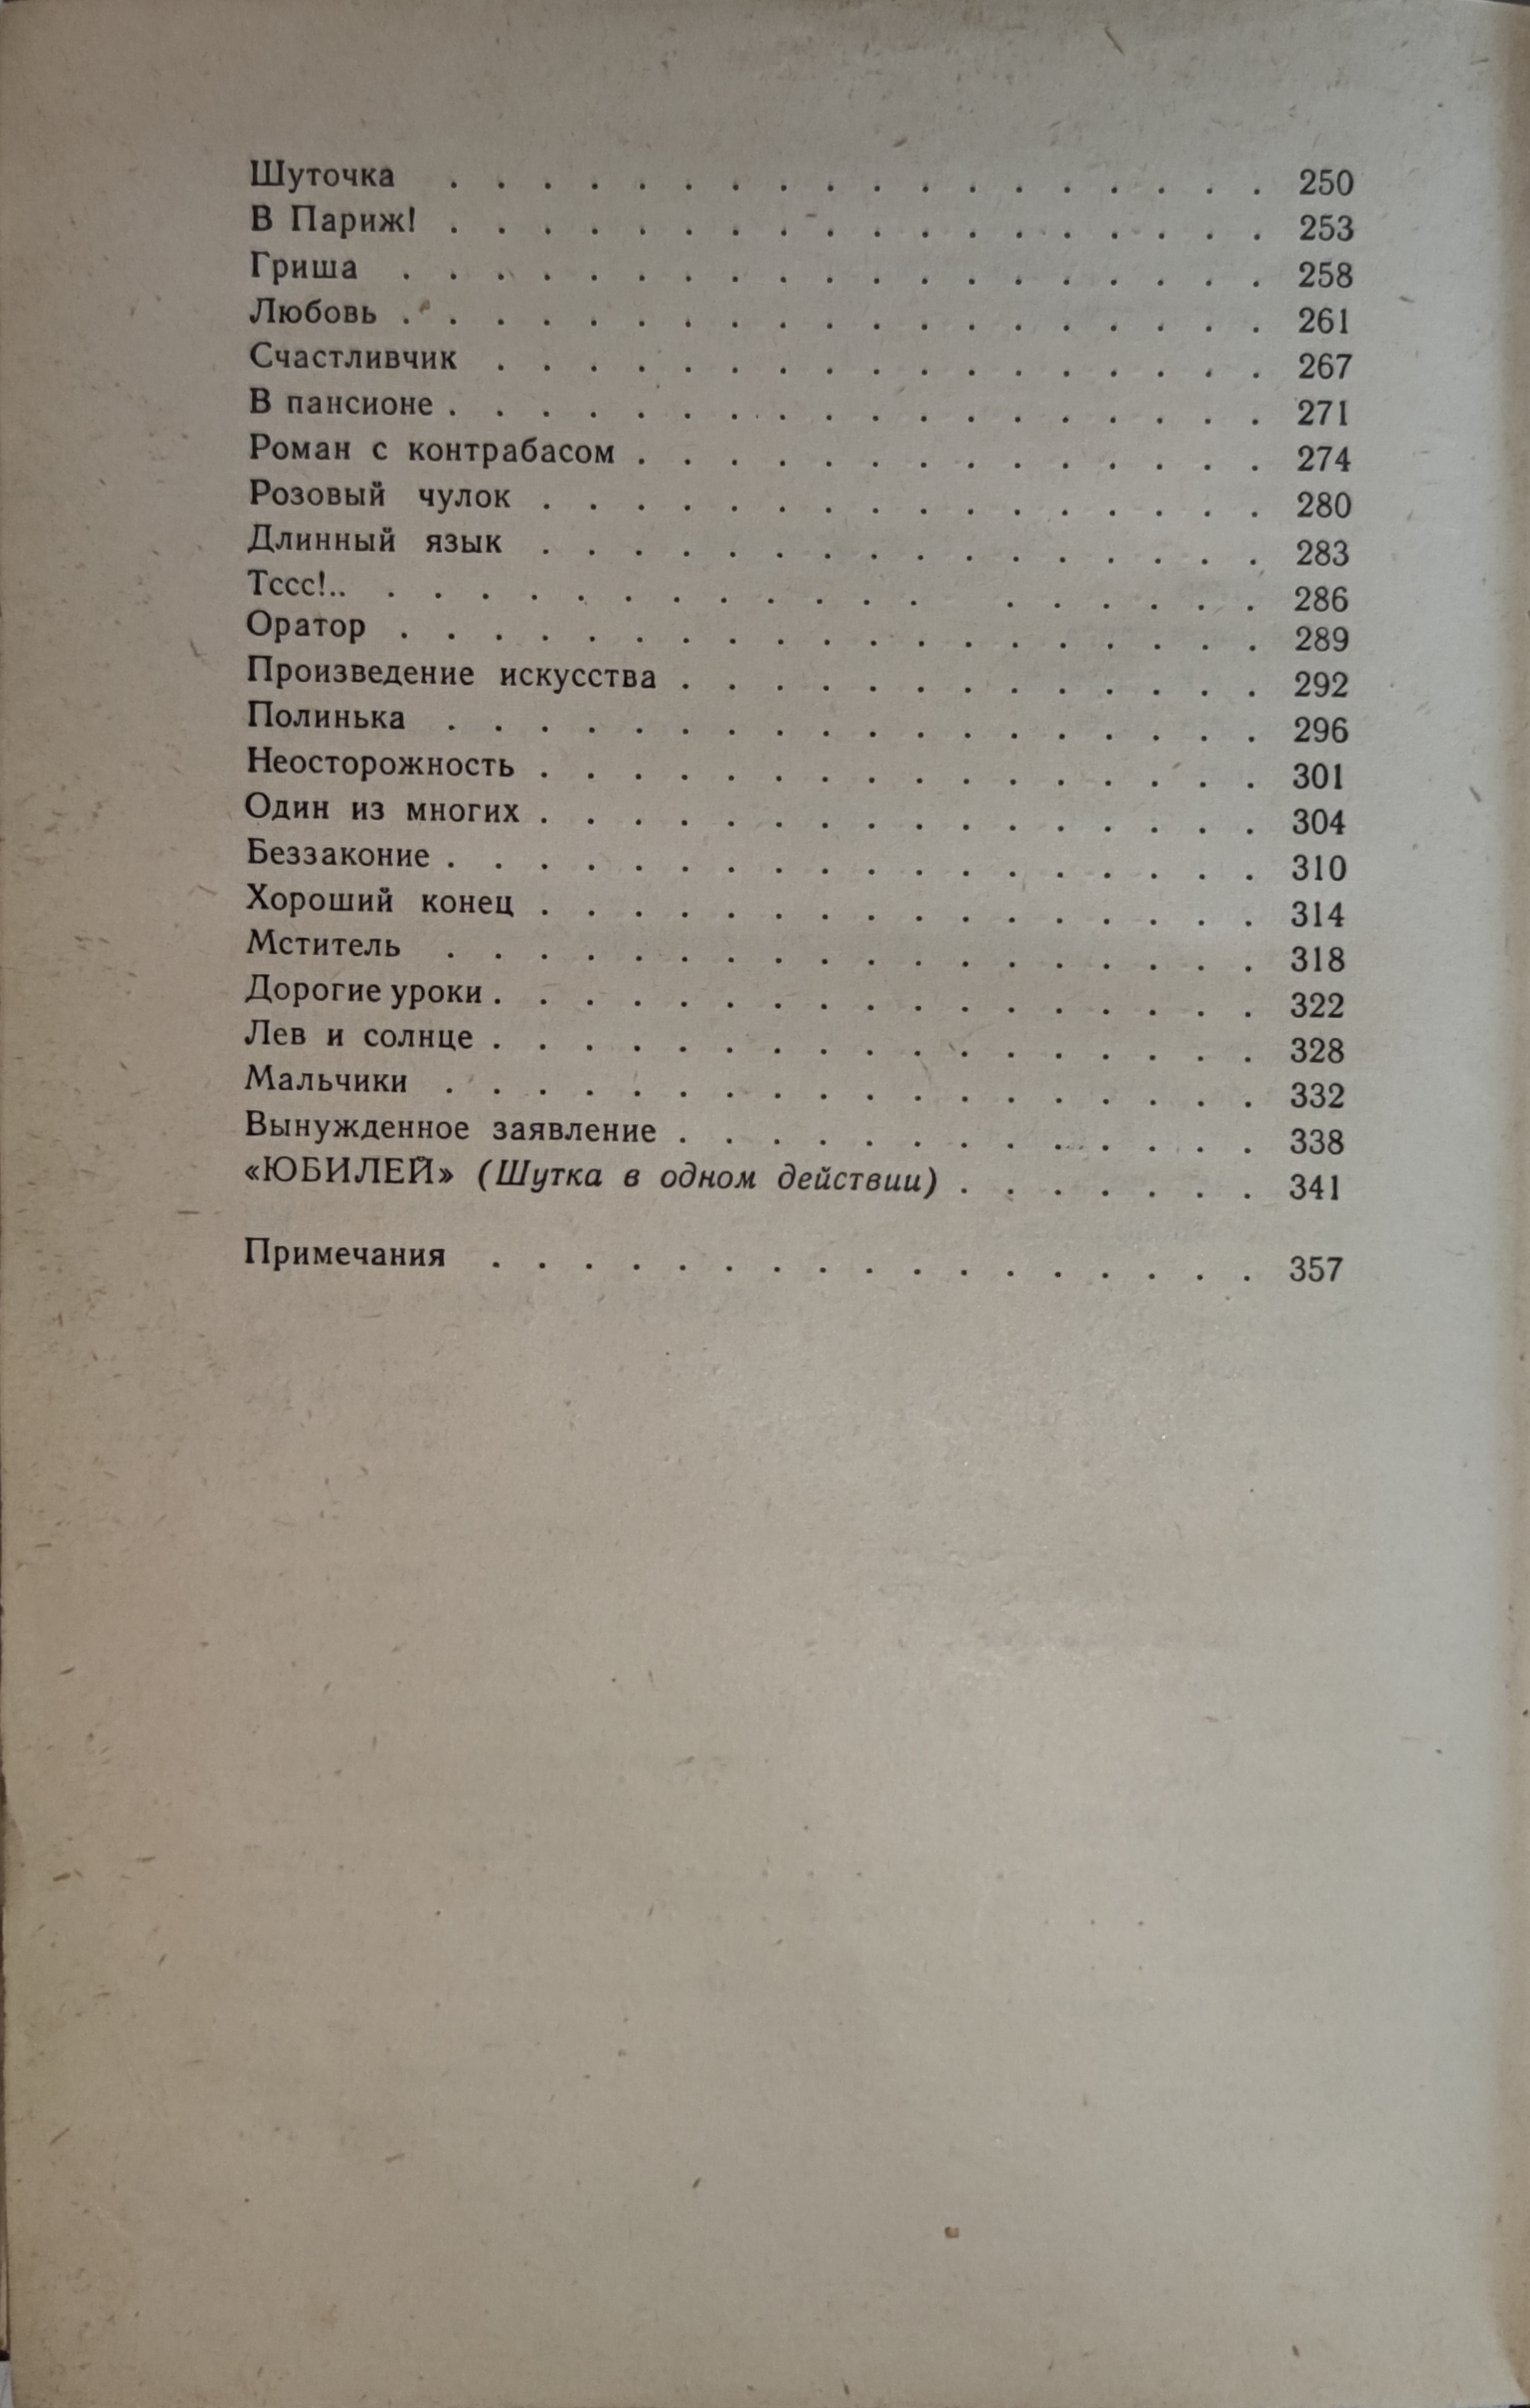 Шуточка . . . . . . . . . . . . . . . . . . 250
В Париж! . . . . . . . . . . . . . . . . . . 253
Гриша . . . . . . . . . . . . . . . . . . . 258
Любовь . . . . . . . . . . . . . . . . . . . 261
Счастливчик . . . . . . . . . . . . . . . . . 267
В пансионе . . . . . . . . . . . . . . . . . . 271
Роман с контрабасом . . . . . . . . . . . . . . 274
Розовый чулок . . . . . . . . . . . . . . . . 280
Длинный язык . . . . . . . . . . . . . . . . 283
Тссс!.. . . . . . . . . . . . . . . . . . . 286
Оратор . . . . . . . . . . . . . . . . . . . 289
Произведение искусства . . . . . . . . . . . . . 292
Полинька . . . . . . . . . . . . . . . . . . 296
Неосторожность . . . . . . . . . . . . . . . . 301
Один из многих . . . . . . . . . . . . . . . . 304
Беззаконие . . . . . . . . . . . . . . . . . . 310
Хороший конец . . . . . . . . . . . . . . . . 314
Мститель . . . . . . . . . . . . . . . . . . 318
Дорогие уроки . . . . . . . . . . . . . . . . . 322
Лев и солнце . . . . . . . . . . . . . . . . . 328
Мальчики . . . . . . . . . . . . . . . . . . 332
Вынужденное заявление . . . . . . . . . . . . . 338
«ЮБИЛЕЙ» (Шутка в одном действии) . . . . . . . 341
Примечания . . . . . . . . . . . . . . . . . 357